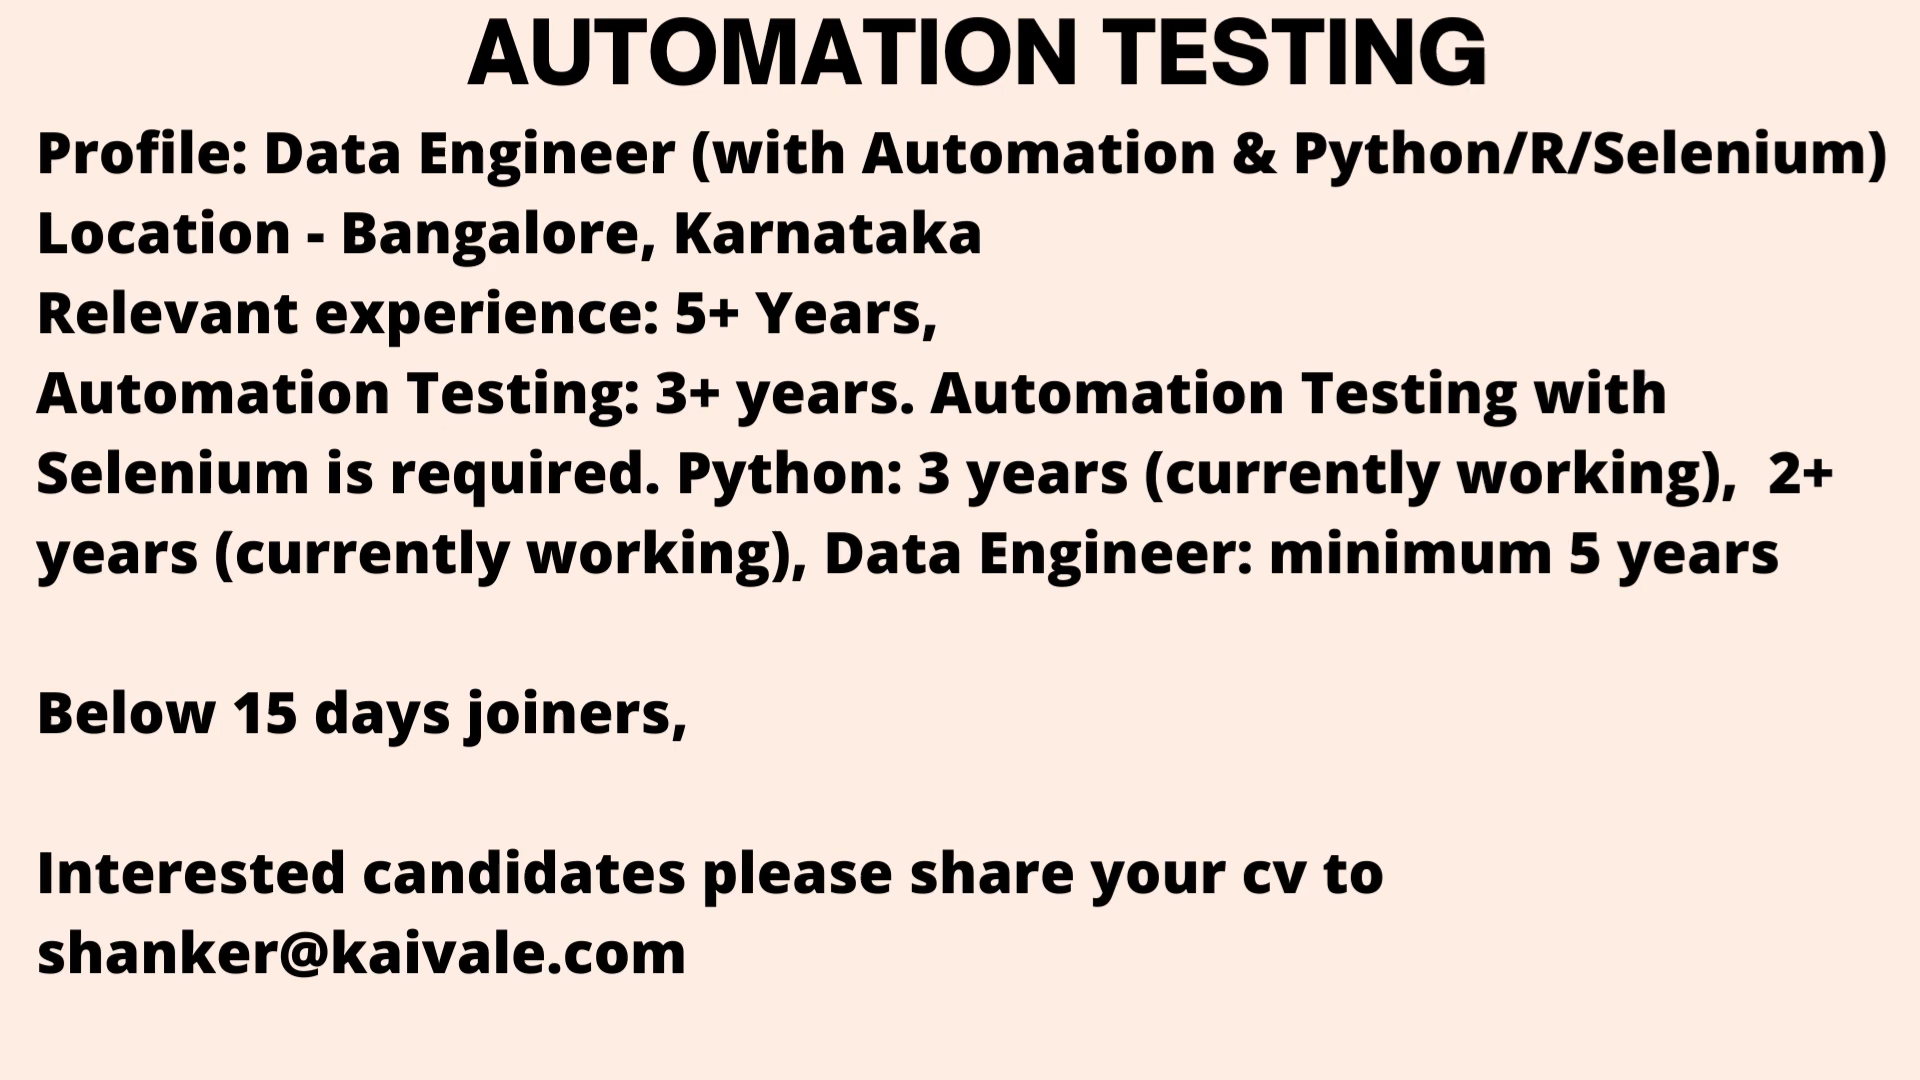 AUTOMATION TESTING
Profile: Data Engineer (with Automation & Python/R/Selenium)
Location - Bangalore, Karnataka
Relevant experience: 5+ Years,
Automation Testing: 3+ years. Automation Testing with
Selenium is required. Python: 3 years (currently working),  2+
years (currently working), Data Engineer: minimum 5 years
Below 15 days joiners,
Interested candidates please share your cv to
shanker@kaivale.com